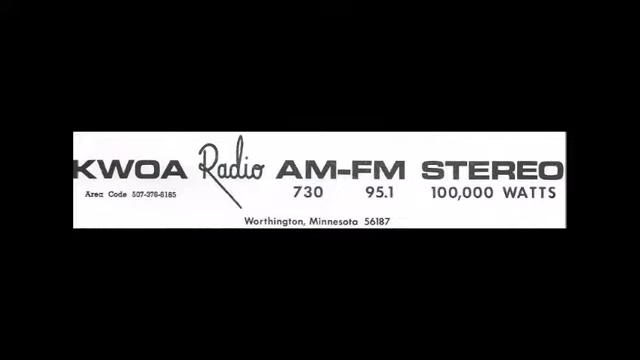 KWOA Radio AM-FM STEREO
Area Code 507-376-6165 730 95.1 100,000 WATTS
Worthington, Minnesota 56187